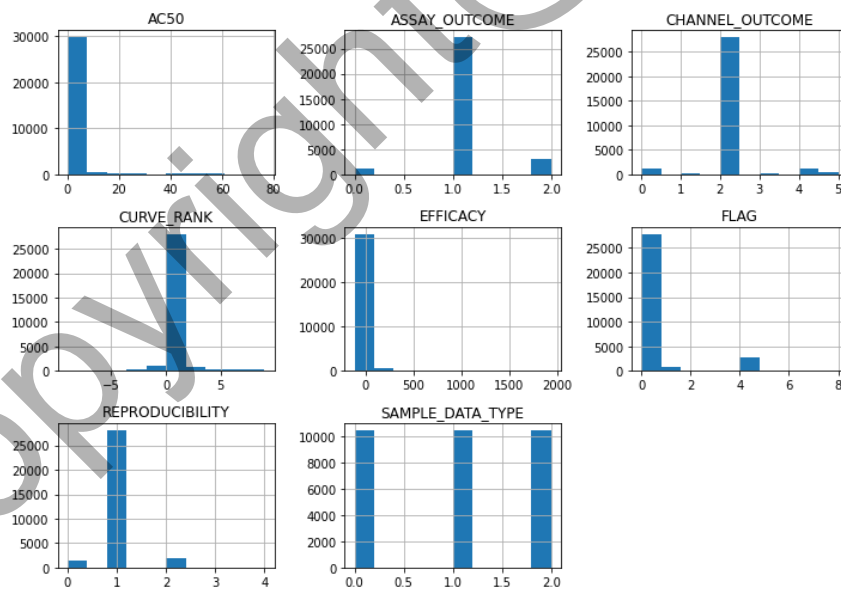 AC50
ASSAY_OUTCOME
CHANNEL_OUTCOME
30000
20000
10000
0
0 20 40 60 80
25000
20000
15000
10000
5000
0
0.0 0.5 1.0 1.5 2.0
25000
20000
15000
10000
5000
0
0 1 2 3 4 5
CURVE_RANK
EFFICACY
FLAG
25000
20000
15000
10000
5000
0
−5 0 5
30000
20000
10000
0
0 500 1000 1500 2000
25000
20000
15000
10000
5000
0
0 2 4 6 8
REPRODUCIBILITY
SAMPLE_DATA_TYPE
25000
20000
15000
10000
5000
0
0 1 2 3 4
10000
8000
6000
4000
2000
0
0.0 0.5 1.0 1.5 2.0
opyright©